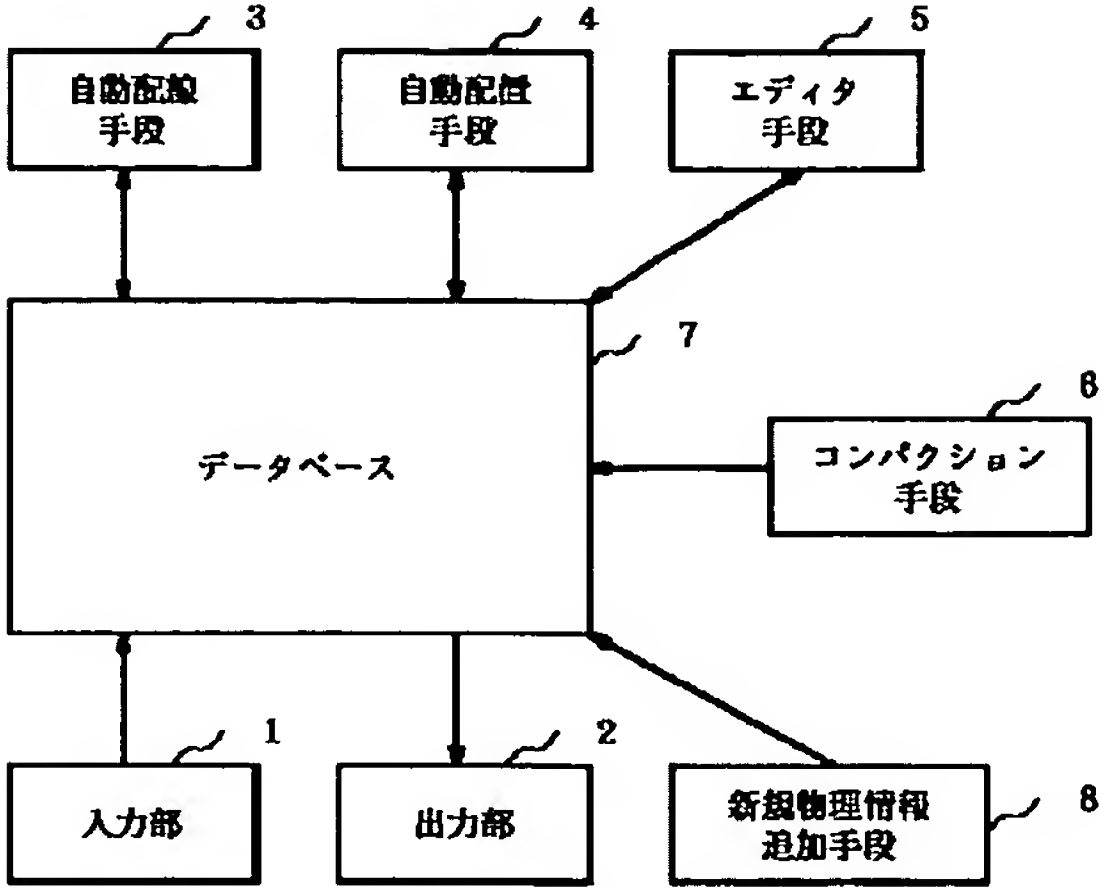 3
自動配線
手段
4
自動配置
手段
5
エディタ
手段
7
データベース
6
コンパクション
手段
1
入力部
2
出力部
8
新規物理情報
追加手段